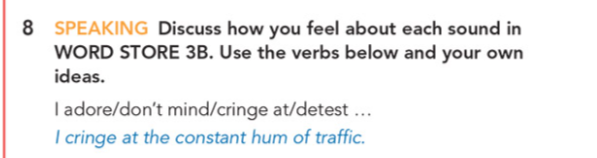 8 SPEAKING Discuss how you feel about each sound in
WORD STORE 3B. Use the verbs below and your own
ideas.
I adore/don't mind/cringe at/detest ...
I cringe at the constant hum of traffic.